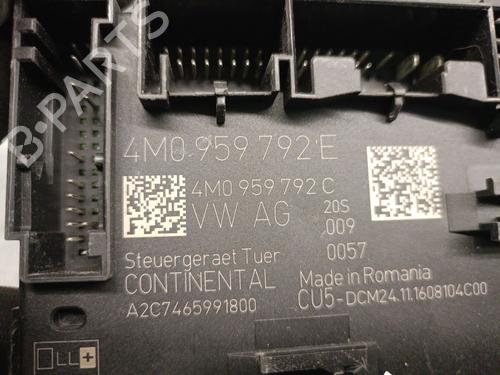 B-PARTS
4M0 959 792 E
4M0 959 792 C
VW AG 20S
.009
Steuergeraet Tuer 0057
CONTINENTAL Made in Romania
A2C7465991800 CU5-DCM24.11.1608104C00